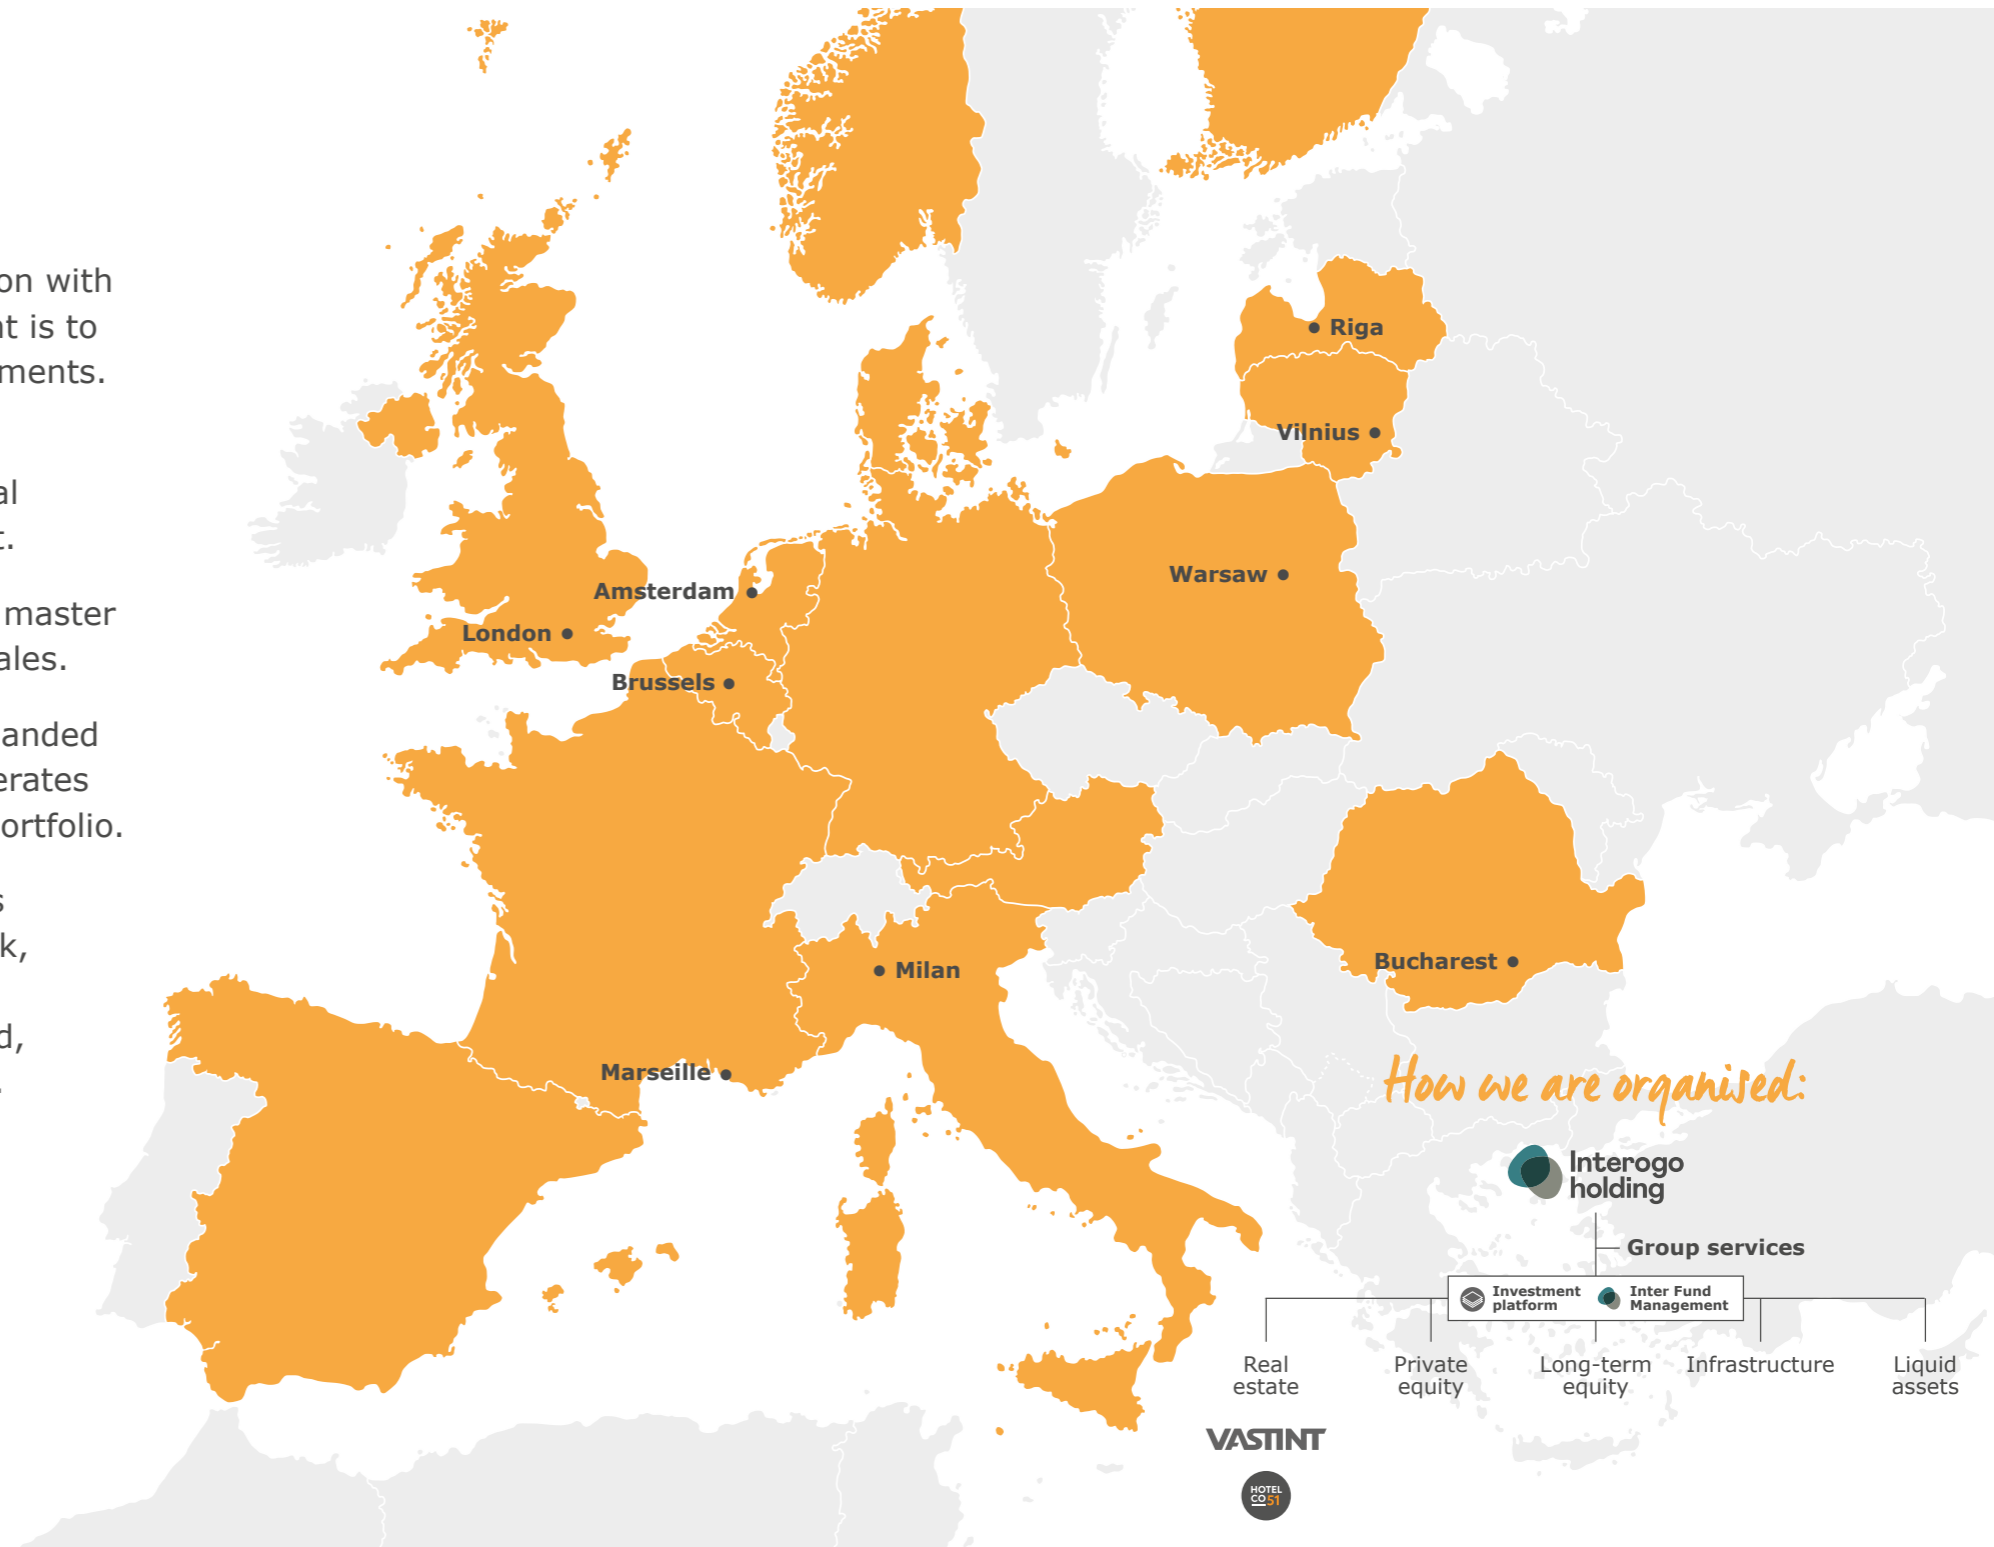 on with
t is to
ments.
al
t.
master
ales.
anded
erates
ortfolio.
s
k,
d,
.
Riga
Vilnius
Warsaw
Amsterdam
London
Brussels
Milan
Bucharest
Marseille
How we are organised:
Interogo
holding
Group services
Investment
platform
Inter Fund
Management
Real
estate
Private
equity
Long-term
equity
Infrastructure
Liquid
assets
VASTINT
HOTEL
CO51